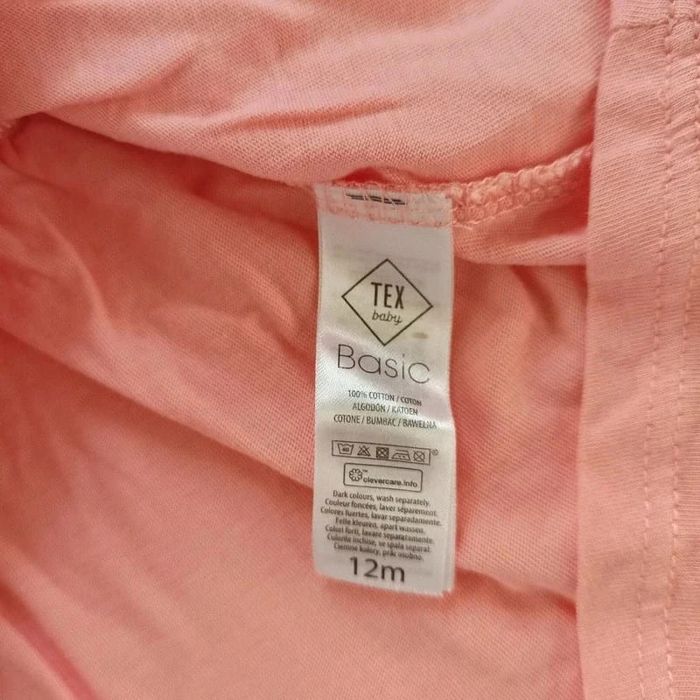 TEX
baby
Basic
100% COTTON / COTON
ALGODÓN / KATOEN
COTONE / BUMBAC / BAWEŁNA
clevercare.info
Dark colours, wash separately.
Couleur foncées, laver séparement.
Colores fuertes, lavar separadamente.
Felle kleuren, apart wassen.
Colori forti, lavare separatamente.
Culorile inchise, se spala separat.
Ciemne kolory, prać osobno.
12m